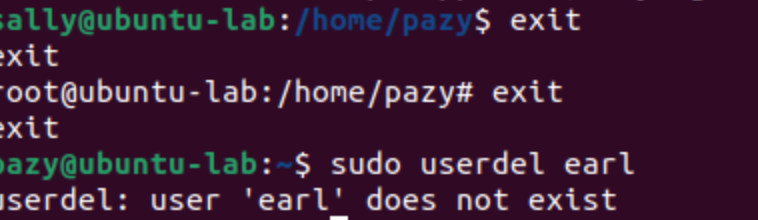 sally@ubuntu-lab:/home/pazy$ exit
exit
root@ubuntu-lab:/home/pazy# exit
exit
pazy@ubuntu-lab:~$ sudo userdel earl
userdel: user 'earl' does not exist